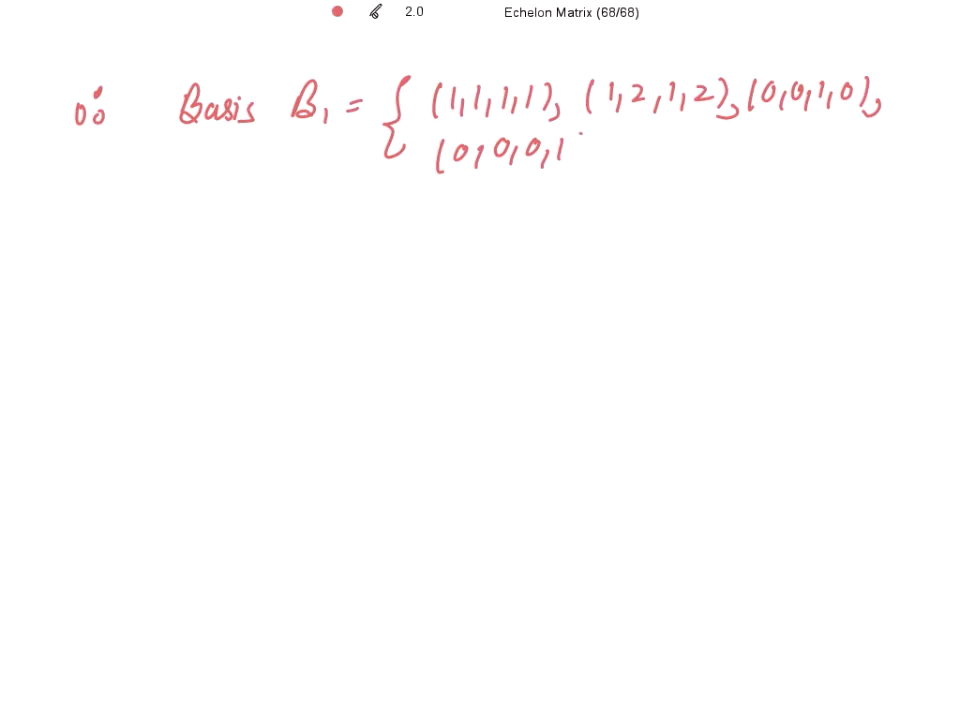 2.0 Echelon Matrix (68/68)
∴ Basis B₁ = { (1,1,1,1), (1,2,1,2), (0,0,1,0),
(0,0,0,1